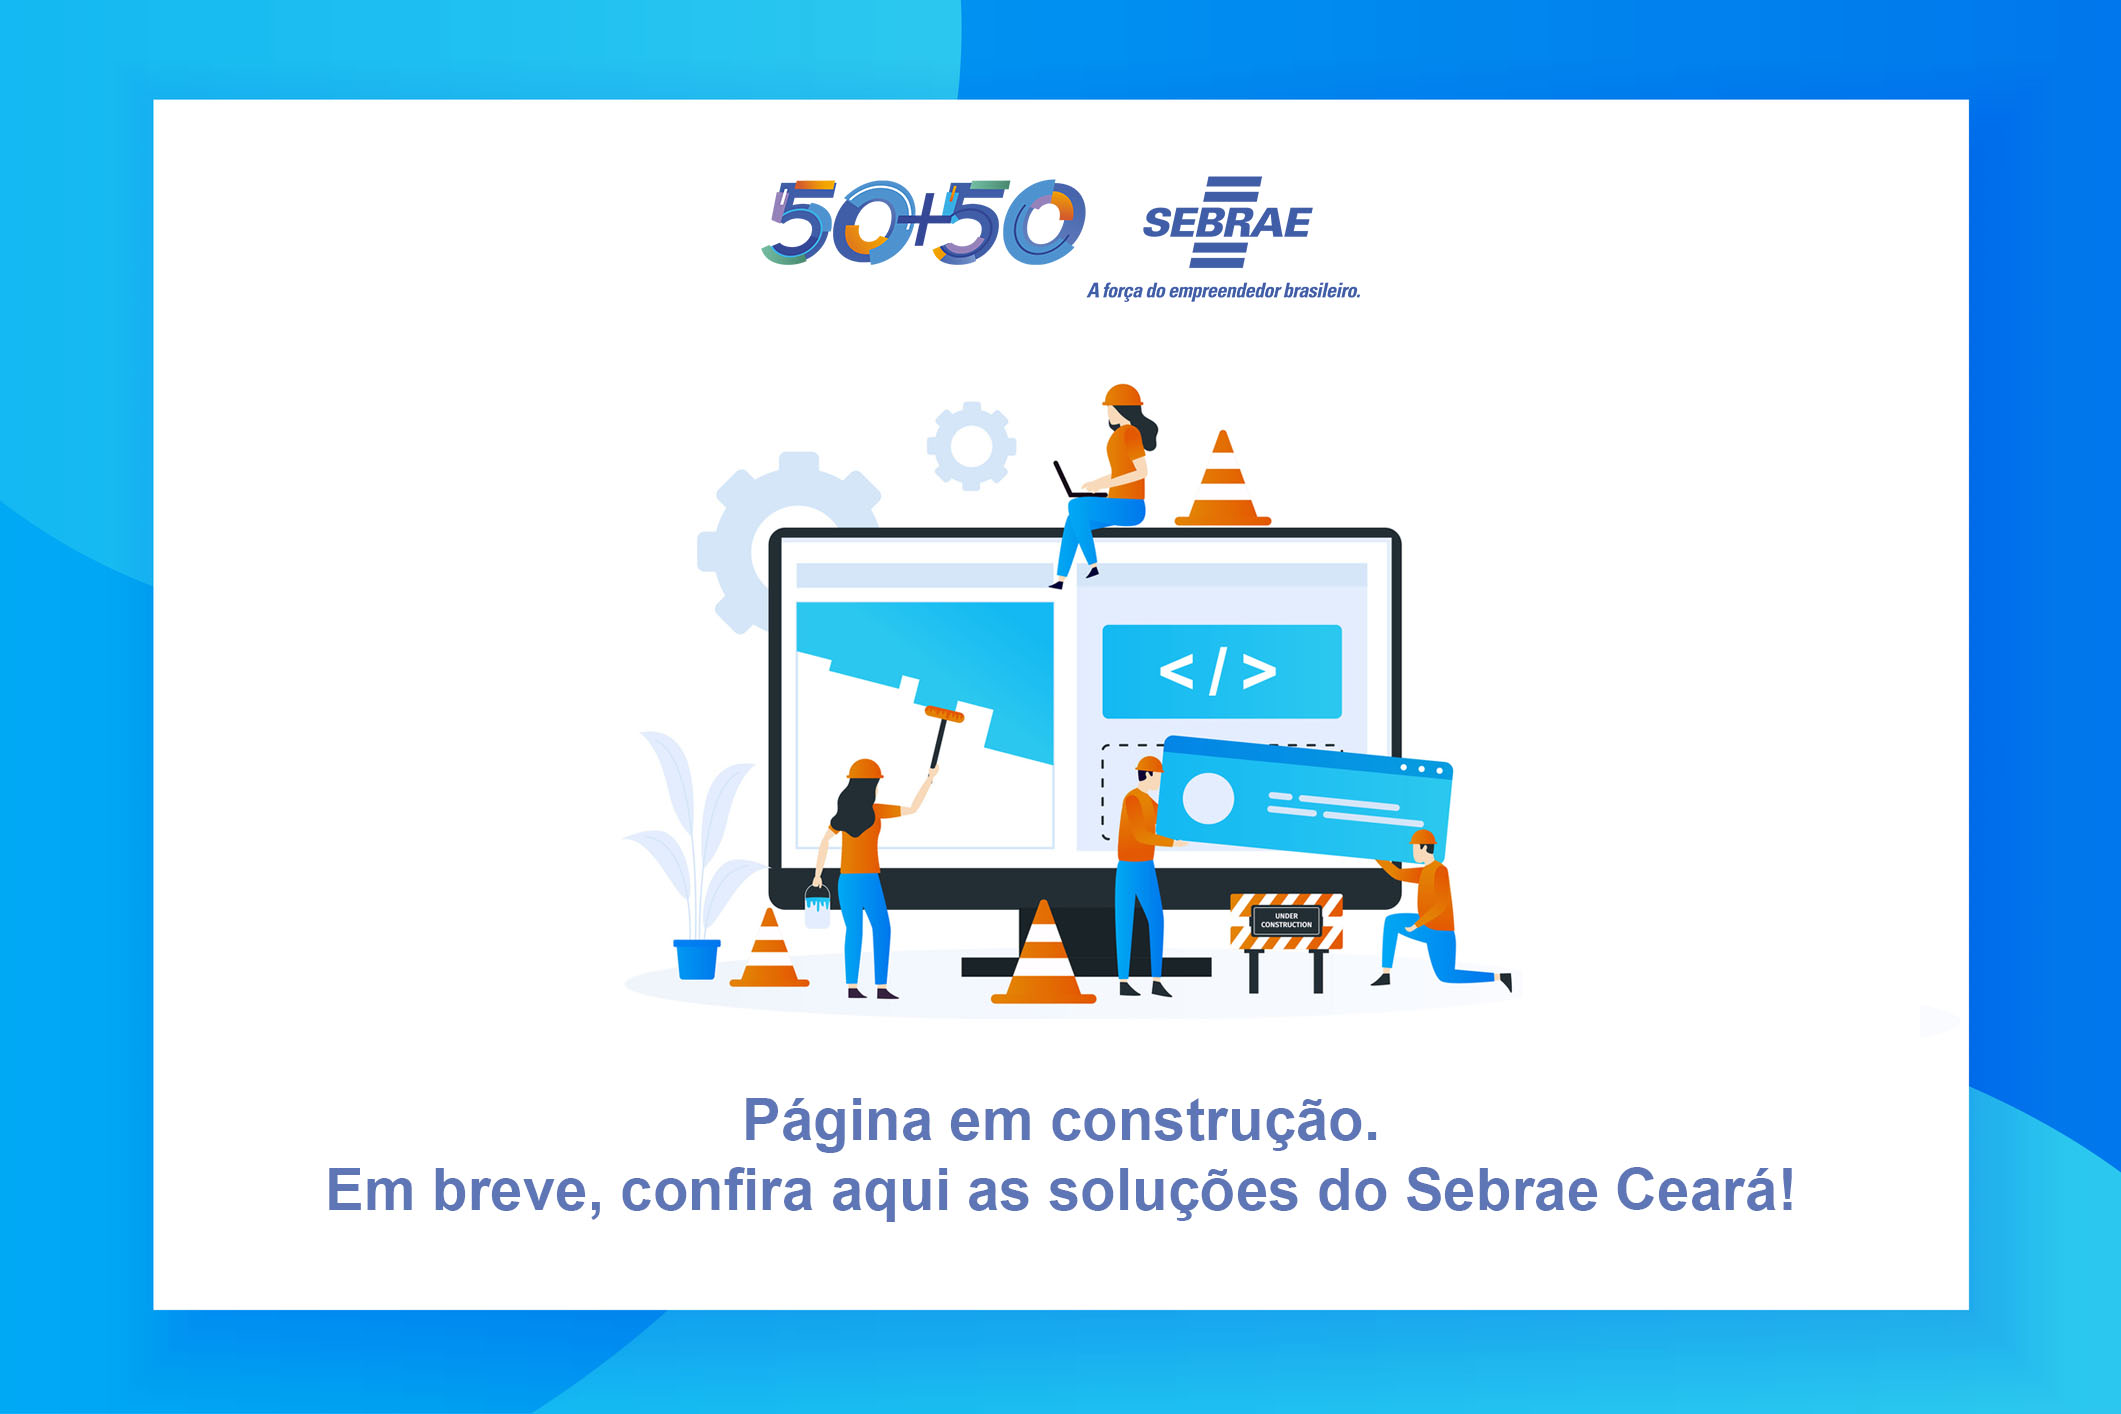 50+50
SEBRAE
A força do empreendedor brasileiro.
</>
UNDER
CONSTRUCTION
Página em construção.
Em breve, confira aqui as soluções do Sebrae Ceará!